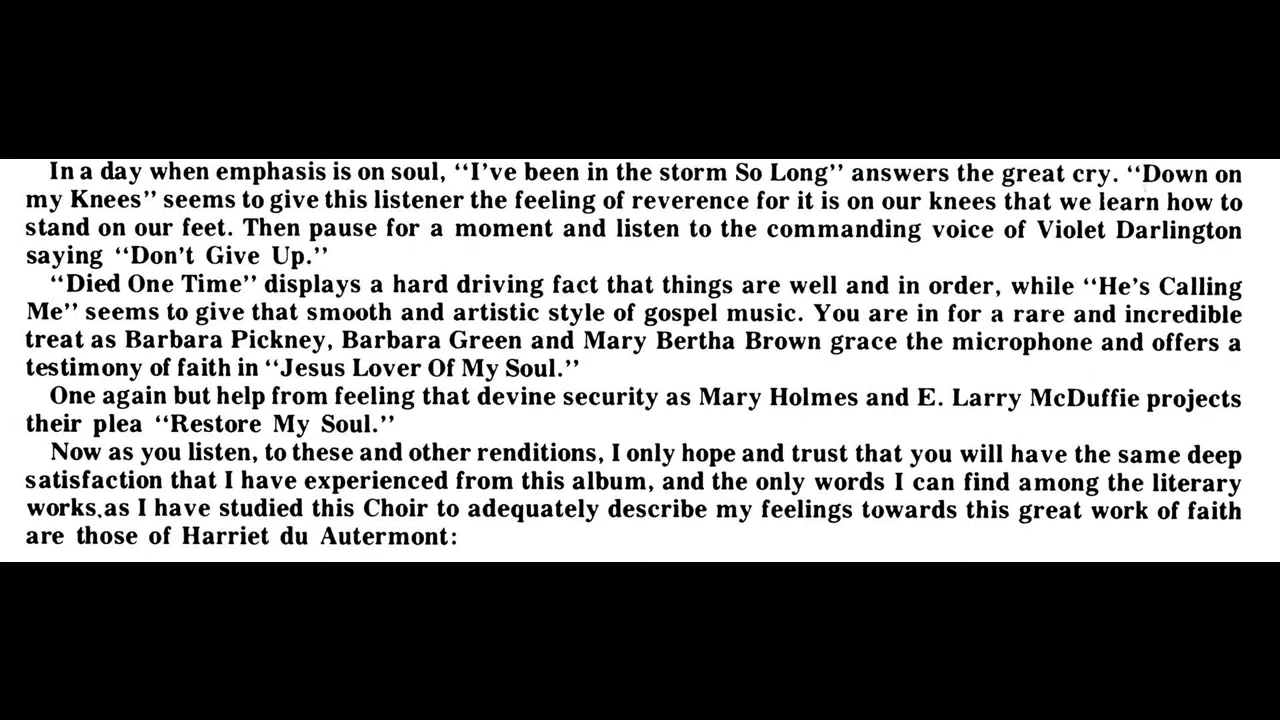 In a day when emphasis is on soul, “I’ve been in the storm So Long” answers the great cry. “Down on
my Knees” seems to give this listener the feeling of reverence for it is on our knees that we learn how to
stand on our feet. Then pause for a moment and listen to the commanding voice of Violet Darlington
saying “Don’t Give Up.”
“Died One Time” displays a hard driving fact that things are well and in order, while “He’s Calling
Me” seems to give that smooth and artistic style of gospel music. You are in for a rare and incredible
treat as Barbara Pickney, Barbara Green and Mary Bertha Brown grace the microphone and offers a
testimony of faith in “Jesus Lover Of My Soul.”
One again but help from feeling that devine security as Mary Holmes and E. Larry McDuffie projects
their plea “Restore My Soul.”
Now as you listen, to these and other renditions, I only hope and trust that you will have the same deep
satisfaction that I have experienced from this album, and the only words I can find among the literary
works,as I have studied this Choir to adequately describe my feelings towards this great work of faith
are those of Harriet du Autermont: